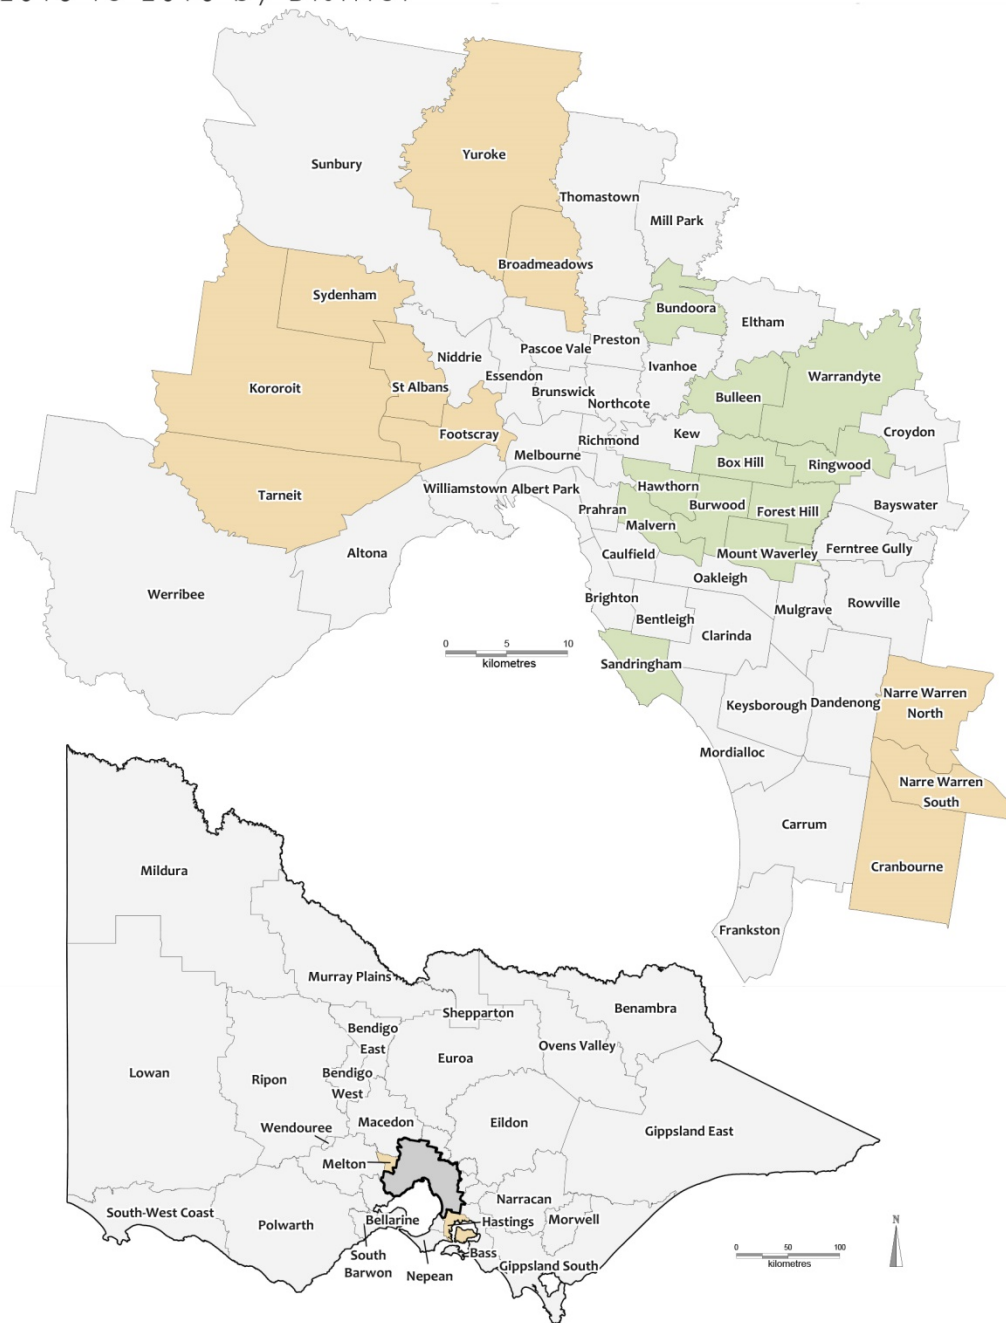 Sunbury
Yuroke
Thomastown
Mill Park
Broadmeadows
Sydenham
Bundoora
Eltham
Preston
Pascoe Vale
Niddrie
Ivanhoe
Warrandyte
Essendon
Kororoit
St Albans
Brunswick
Bulleen
Northcote
Footscray
Kew
Croydon
Richmond
Melbourne
Box Hill
Ringwood
Tarneit
Williamstown
Albert Park
Hawthorn
Burwood
Forest Hill
Bayswater
Prahran
Malvern
Altona
Caulfield
Mount Waverley
Ferntree Gully
Oakleigh
Werribee
Brighton
Mulgrave
Rowville
Bentleigh
Clarinda
0 5 10
kilometres
Sandringham
Keysborough
Dandenong
Narre Warren
North
Mordialloc
Narre Warren
South
Carrum
Cranbourne
Frankston
Mildura
Murray Plains
Shepparton
Benambra
Bendigo
East
Euroa
Ovens Valley
Lowan
Ripon
Bendigo
West
Wendouree
Macedon
Eildon
Gippsland East
Melton
Narracan
South-West Coast
Polwarth
Bellarine
Hastings
Morwell
South
Barwon
Nepean
Bass
Gippsland South
N
0 50 100
kilometres